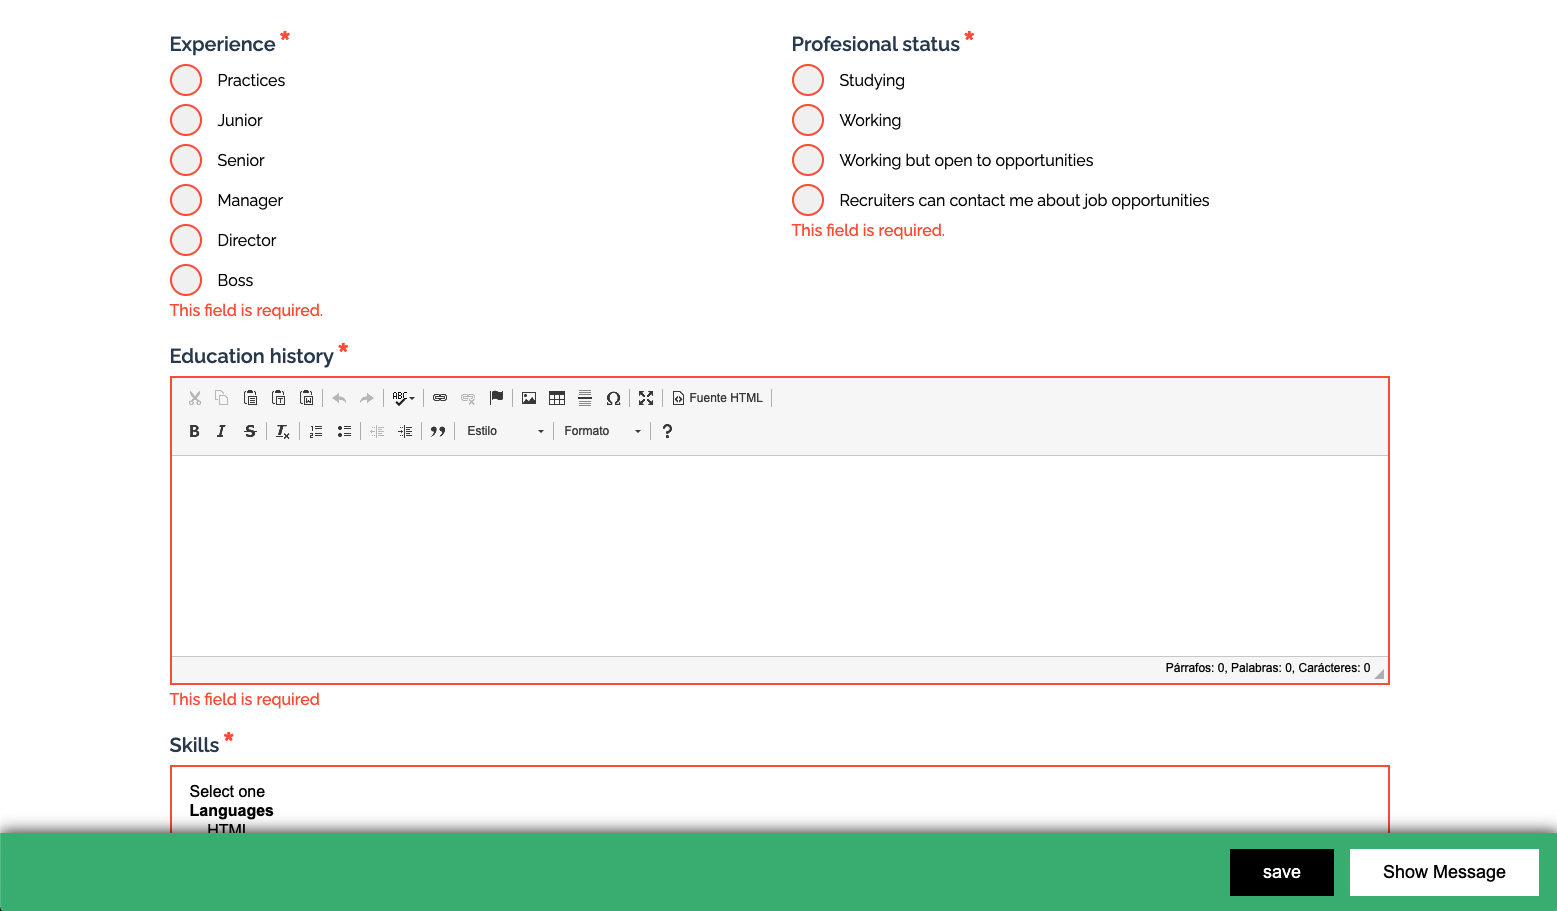 Experience *
Practices
Junior
Senior
Manager
Director
Boss
This field is required.
Profesional status *
Studying
Working
Working but open to opportunities
Recruiters can contact me about job opportunities
This field is required.
Education history *
ABC
Fuente HTML
B I S Ix Estilo Formato ?
Párrafos: 0, Palabras: 0, Carácteres: 0
This field is required
Skills *
Select one
Languages
HTML
save Show Message